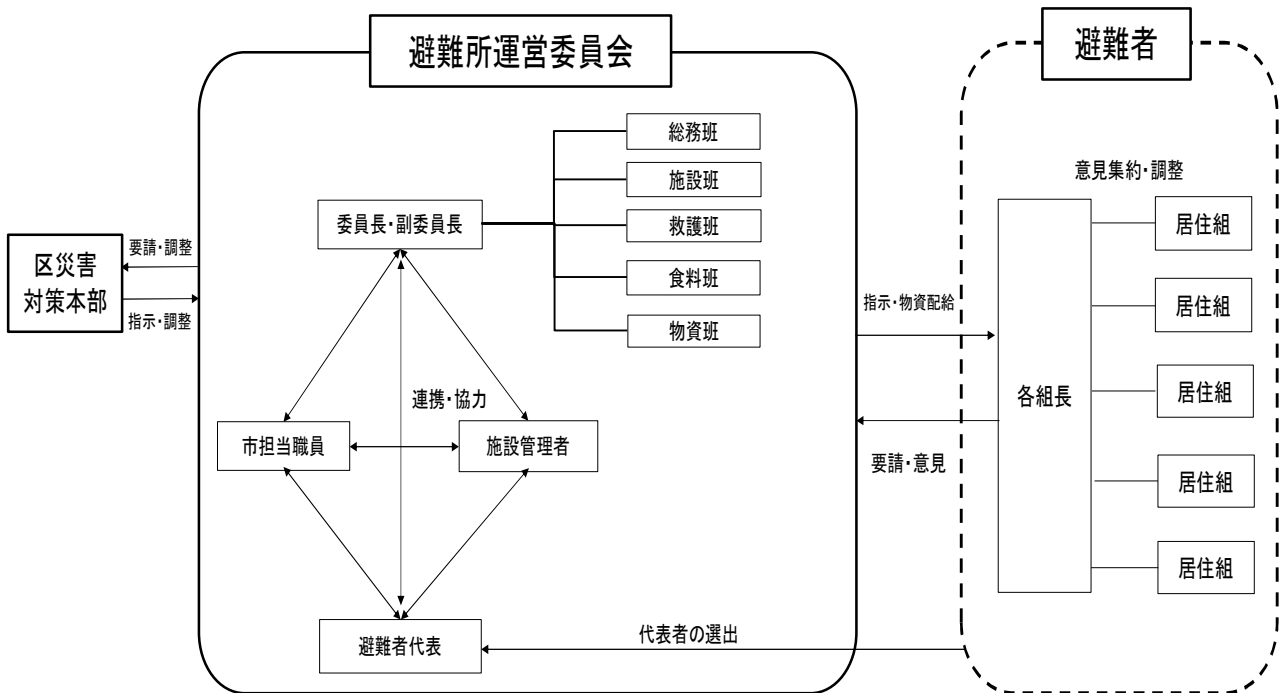 避難所運営委員会
避難者
総務班
施設班
救護班
食料班
物資班
委員長・副委員長
区災害
対策本部
要請・調整
指示・調整
連携・協力
市担当職員
施設管理者
避難者代表
指示・物資配給
要請・意見
代表者の選出
意見集約・調整
各組長
居住組
居住組
居住組
居住組
居住組